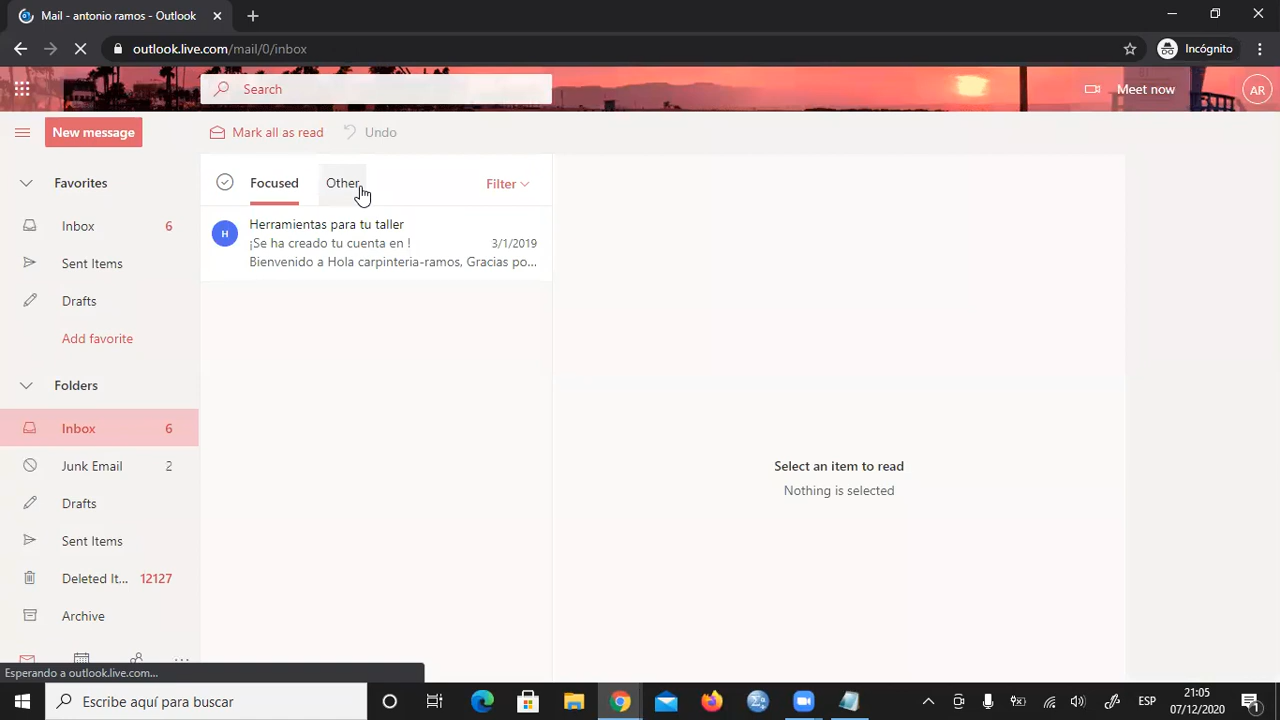 Mail - antonio ramos - Outlook
outlook.live.com/mail/0/inbox
Incógnito
Search
Meet now
AR
New message
Mark all as read
Undo
Favorites
Focused
Other
Filter
Inbox 6
Sent Items
Drafts
Add favorite
H
Herramientas para tu taller
¡Se ha creado tu cuenta en !
3/1/2019
Bienvenido a Hola carpinteria-ramos, Gracias po...
Folders
Inbox 6
Junk Email 2
Drafts
Sent Items
Deleted It... 12127
Archive
Select an item to read
Nothing is selected
Esperando a outlook.live.com...
Escribe aquí para buscar
ESP
21:05
07/12/2020
1